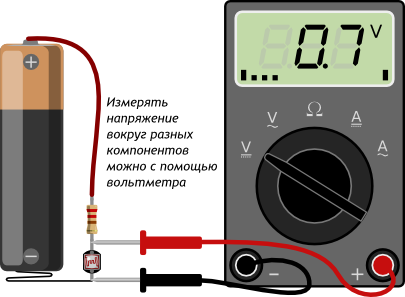 0.7 V
Измерять
напряжение
вокруг разных
компонентов
можно с помощью
вольтметра
V Ω A
V A
+
−
− +